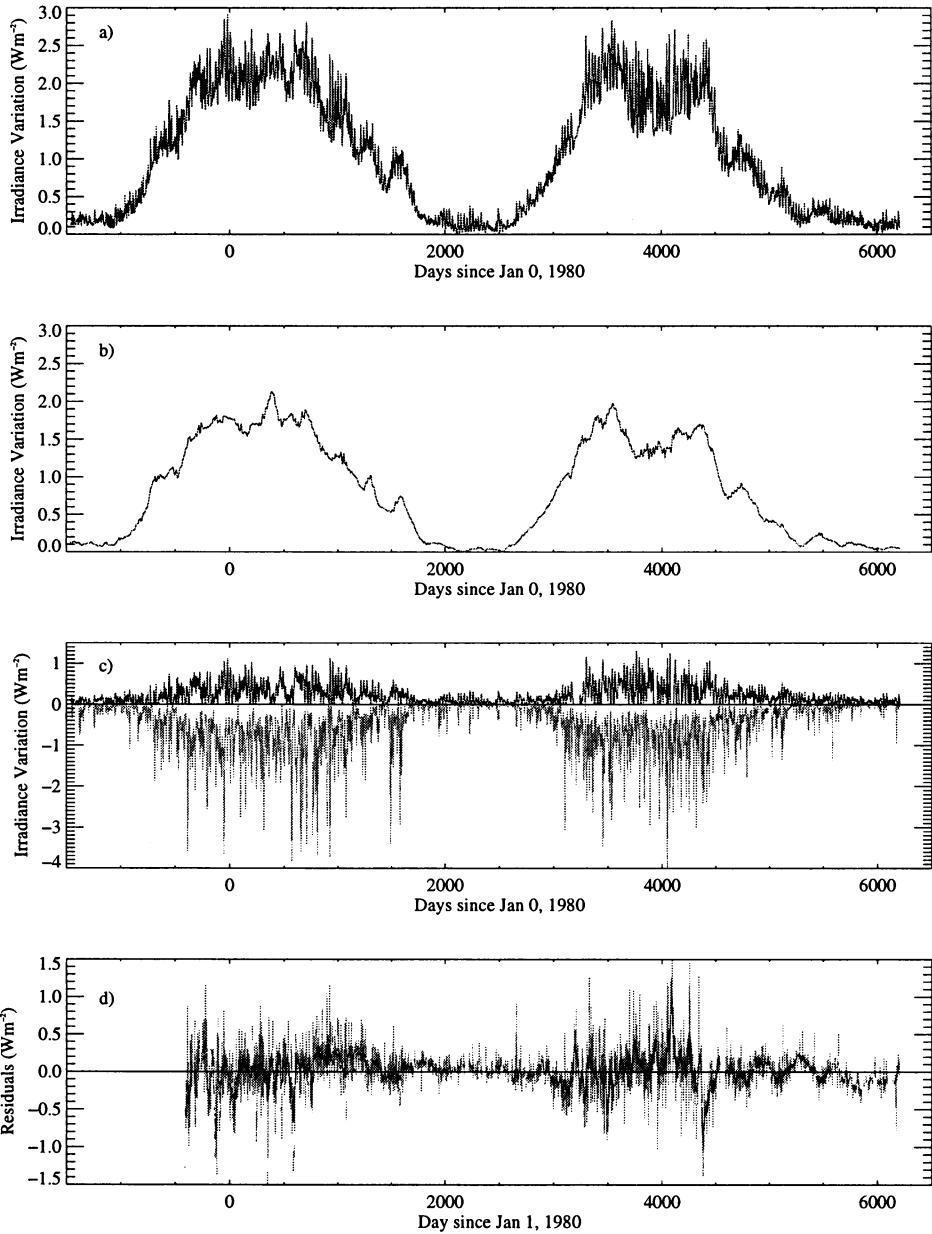 a)
Irradiance Variation (Wm⁻²)
3.0
2.5
2.0
1.5
1.0
0.5
0.0
0 2000 4000 6000
Days since Jan 0, 1980
b)
Irradiance Variation (Wm⁻²)
3.0
2.5
2.0
1.5
1.0
0.5
0.0
0 2000 4000 6000
Days since Jan 0, 1980
c)
Irradiance Variation (Wm⁻²)
1
0
−1
−2
−3
−4
0 2000 4000 6000
Days since Jan 0, 1980
d)
Residuals (Wm⁻²)
1.5
1.0
0.5
0.0
−0.5
−1.0
−1.5
0 2000 4000 6000
Day since Jan 1, 1980